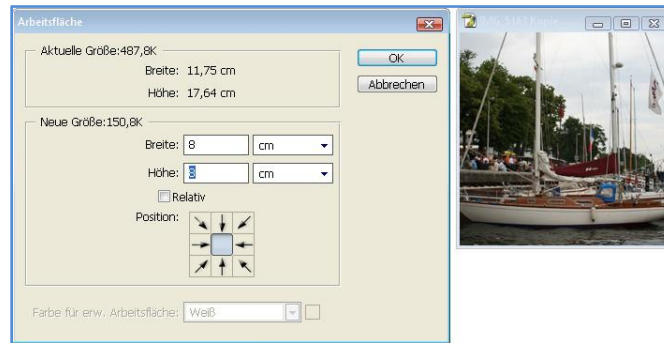 Arbeitsfläche
Aktuelle Größe:487,8K
Breite: 11,75 cm
Höhe: 17,64 cm
OK
Abbrechen
Neue Größe:150,8K
Breite: 8 cm
Höhe: 8 cm
Relativ
Position:
Farbe für erw. Arbeitsfläche: Weiß